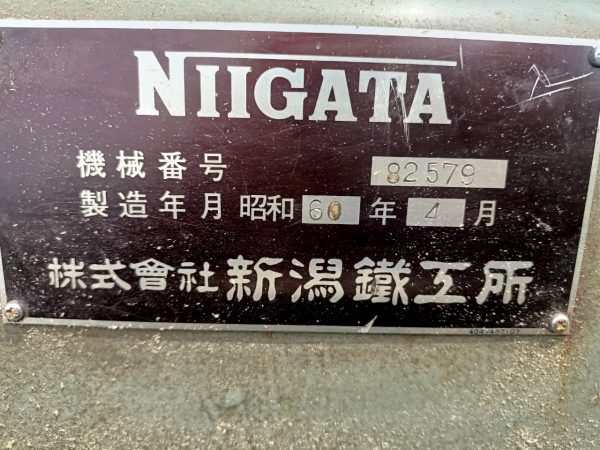 NIIGATA
機械番号 82579
製造年月 昭和 60 年 4 月
株式會社 新潟鐵工所